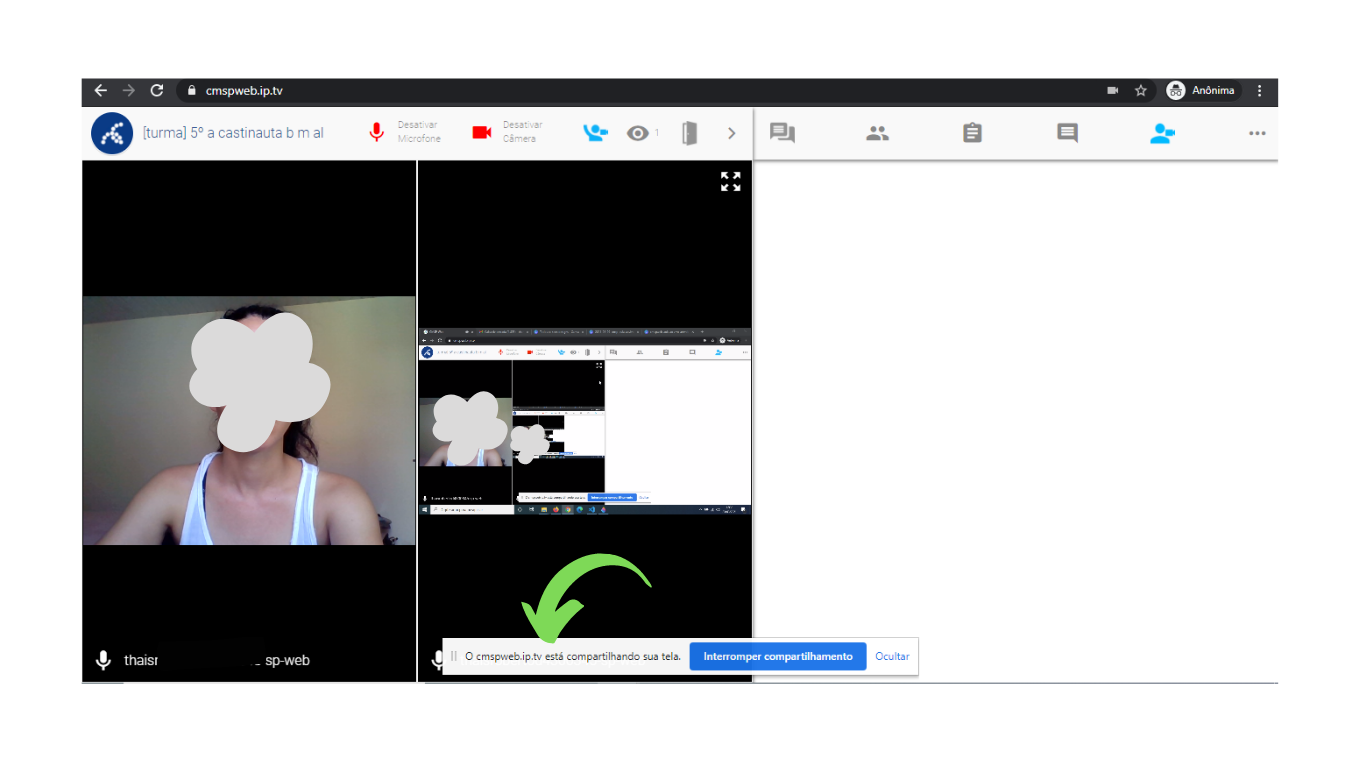 cmspweb.ip.tv
Anônima
[turma] 5º a castinauta b m al
Desativar
Microfone
Desativar
Câmera
1
thaisr
sp-web
O cmspweb.ip.tv está compartilhando sua tela.
Interromper compartilhamento
Ocultar